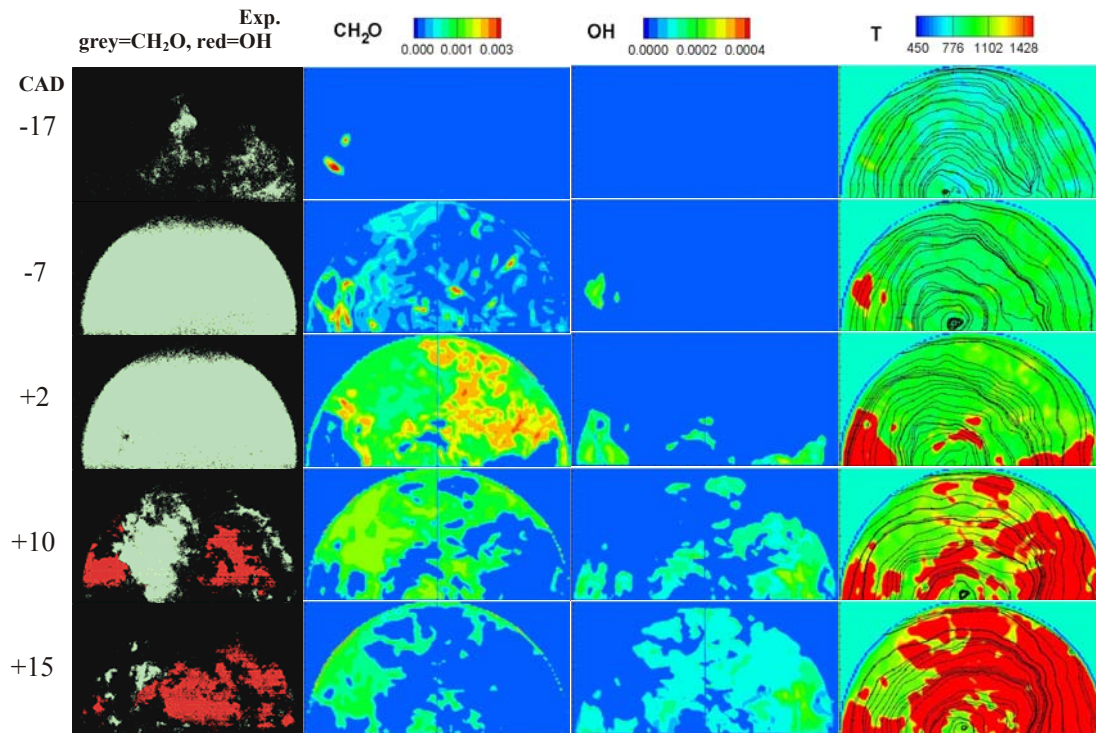 Exp.
grey=CH₂O, red=OH
CH₂O
0.000 0.001 0.003
OH
0.0000 0.0002 0.0004
T
450 776 1102 1428
CAD
-17
-7
+2
+10
+15